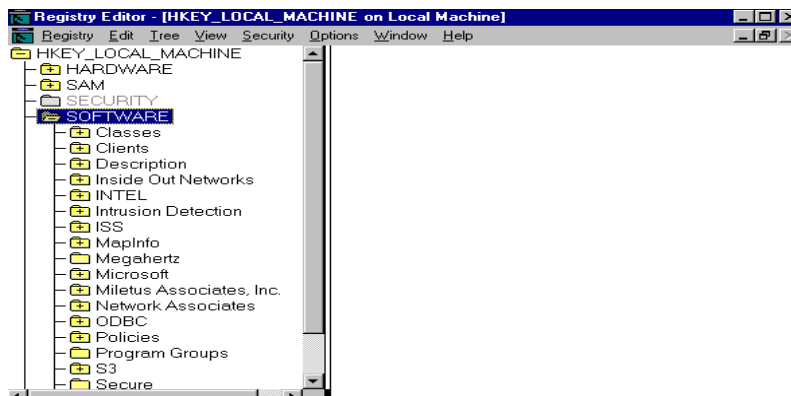 Registry Editor - [HKEY_LOCAL_MACHINE on Local Machine]
Registry Edit Tree View Security Options Window Help
HKEY_LOCAL_MACHINE
HARDWARE
SAM
SECURITY
SOFTWARE
Classes
Clients
Description
Inside Out Networks
INTEL
Intrusion Detection
ISS
MapInfo
Megahertz
Microsoft
Miletus Associates, Inc.
Network Associates
ODBC
Policies
Program Groups
S3
Secure